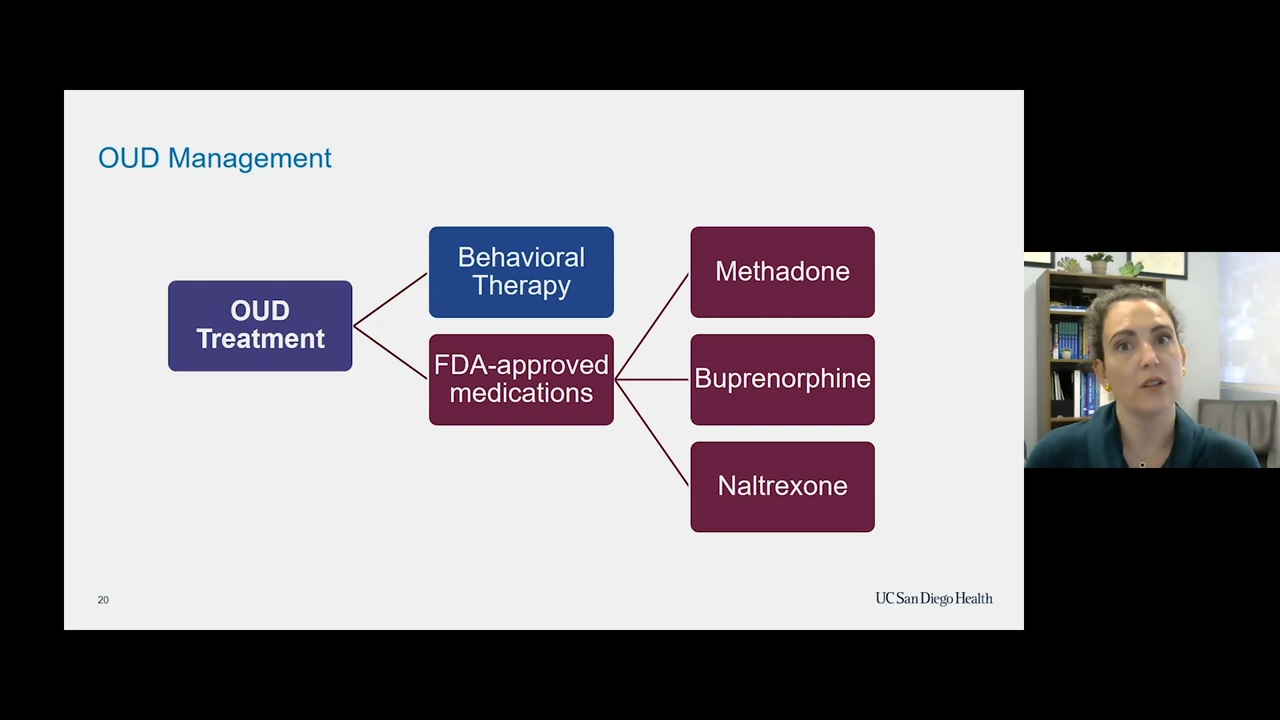 OUD Management
OUD
Treatment
Behavioral
Therapy
FDA-approved
medications
Methadone
Buprenorphine
Naltrexone
20
UC San Diego Health